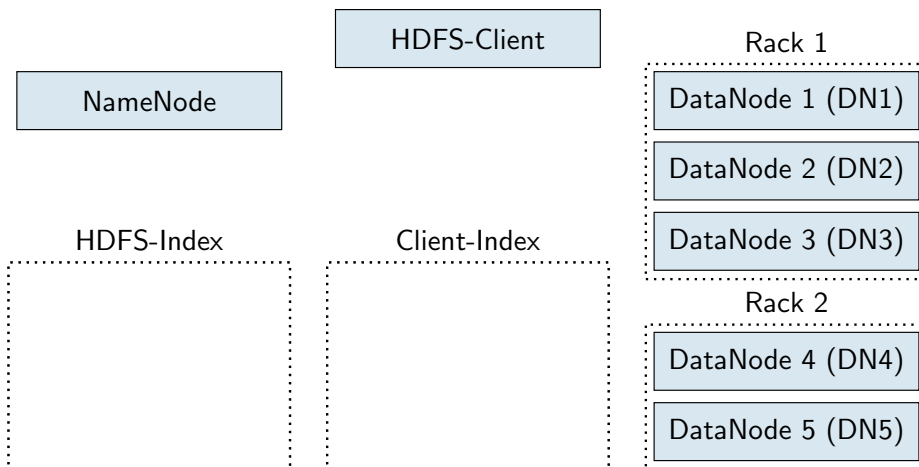 HDFS-Client
NameNode
HDFS-Index
Client-Index
Rack 1
DataNode 1 (DN1)
DataNode 2 (DN2)
DataNode 3 (DN3)
Rack 2
DataNode 4 (DN4)
DataNode 5 (DN5)